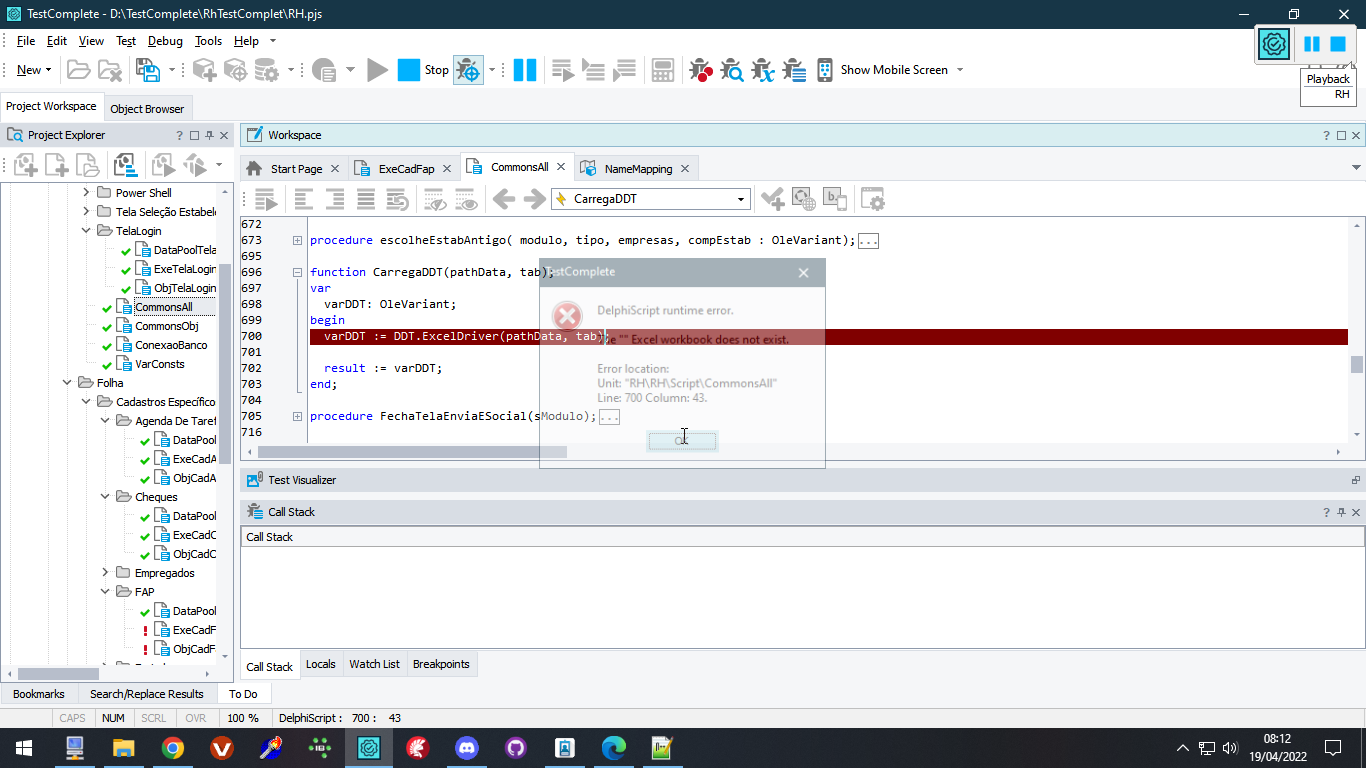 TestComplete - D:\TestComplete\RhTestComplet\RH.pjs
File Edit View Test Debug Tools Help
New Stop Show Mobile Screen
Playback
RH
Project Workspace Object Browser
Project Explorer
Workspace
Start Page ExeCadFap CommonsAll NameMapping
CarregaDDT
Power Shell
Tela Seleção Estabele
TelaLogin
DataPoolTela
ExeTelaLogin
ObjTelaLogin
CommonsAll
CommonsObj
ConexaoBanco
VarConsts
Folha
Cadastros Específico
Agenda De Taref
DataPool
ExeCadA
ObjCadA
Cheques
DataPool
ExeCadC
ObjCadC
Empregados
FAP
DataPool
ExeCadF
ObjCadF
672
673 procedure escolheEstabAntigo( modulo, tipo, empresas, compEstab : OleVariant);...
695
696 function CarregaDDT(pathData, tab);
697 var
698 varDDT: OleVariant;
699 begin
700 varDDT := DDT.ExcelDriver(pathData, tab);
701
702 result := varDDT;
703 end;
704
705 procedure FechaTelaEnviaESocial(sModulo);...
716
TestComplete
DelphiScript runtime error.
"" Excel workbook does not exist.
Error location:
Unit: "RH\RH\Script\CommonsAll"
Line: 700 Column: 43.
OK
Test Visualizer
Call Stack
Call Stack
Call Stack Locals Watch List Breakpoints
Bookmarks Search/Replace Results To Do
CAPS NUM SCRL OVR 100 % DelphiScript : 700 : 43
08:12
19/04/2022